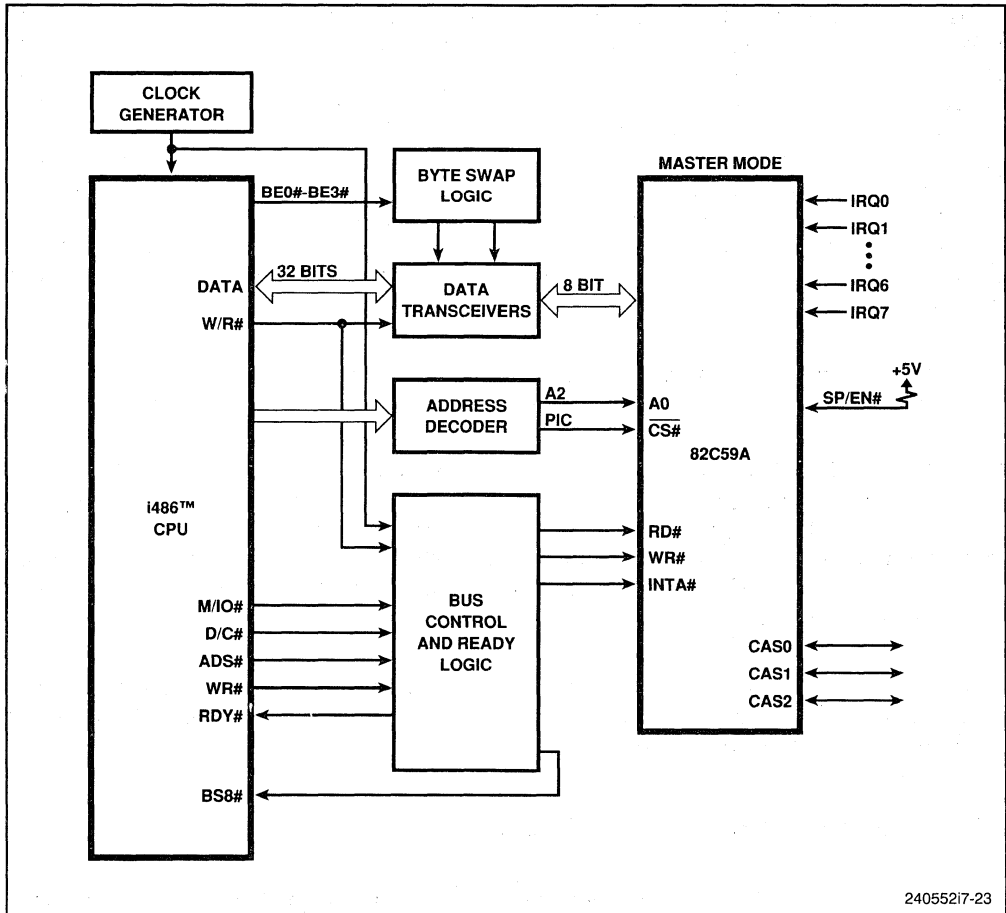 CLOCK
GENERATOR
MASTER MODE
BE0#-BE3#
BYTE SWAP
LOGIC
IRQ0
IRQ1
IRQ6
IRQ7
DATA
32 BITS
DATA
TRANSCEIVERS
8 BIT
W/R#
+5V
SP/EN#
ADDRESS
DECODER
A2
A0
PIC
CS#
82C59A
i486™
CPU
BUS
CONTROL
AND READY
LOGIC
RD#
WR#
INTA#
M/IO#
D/C#
ADS#
WR#
RDY#
BS8#
CAS0
CAS1
CAS2
240552i7-23